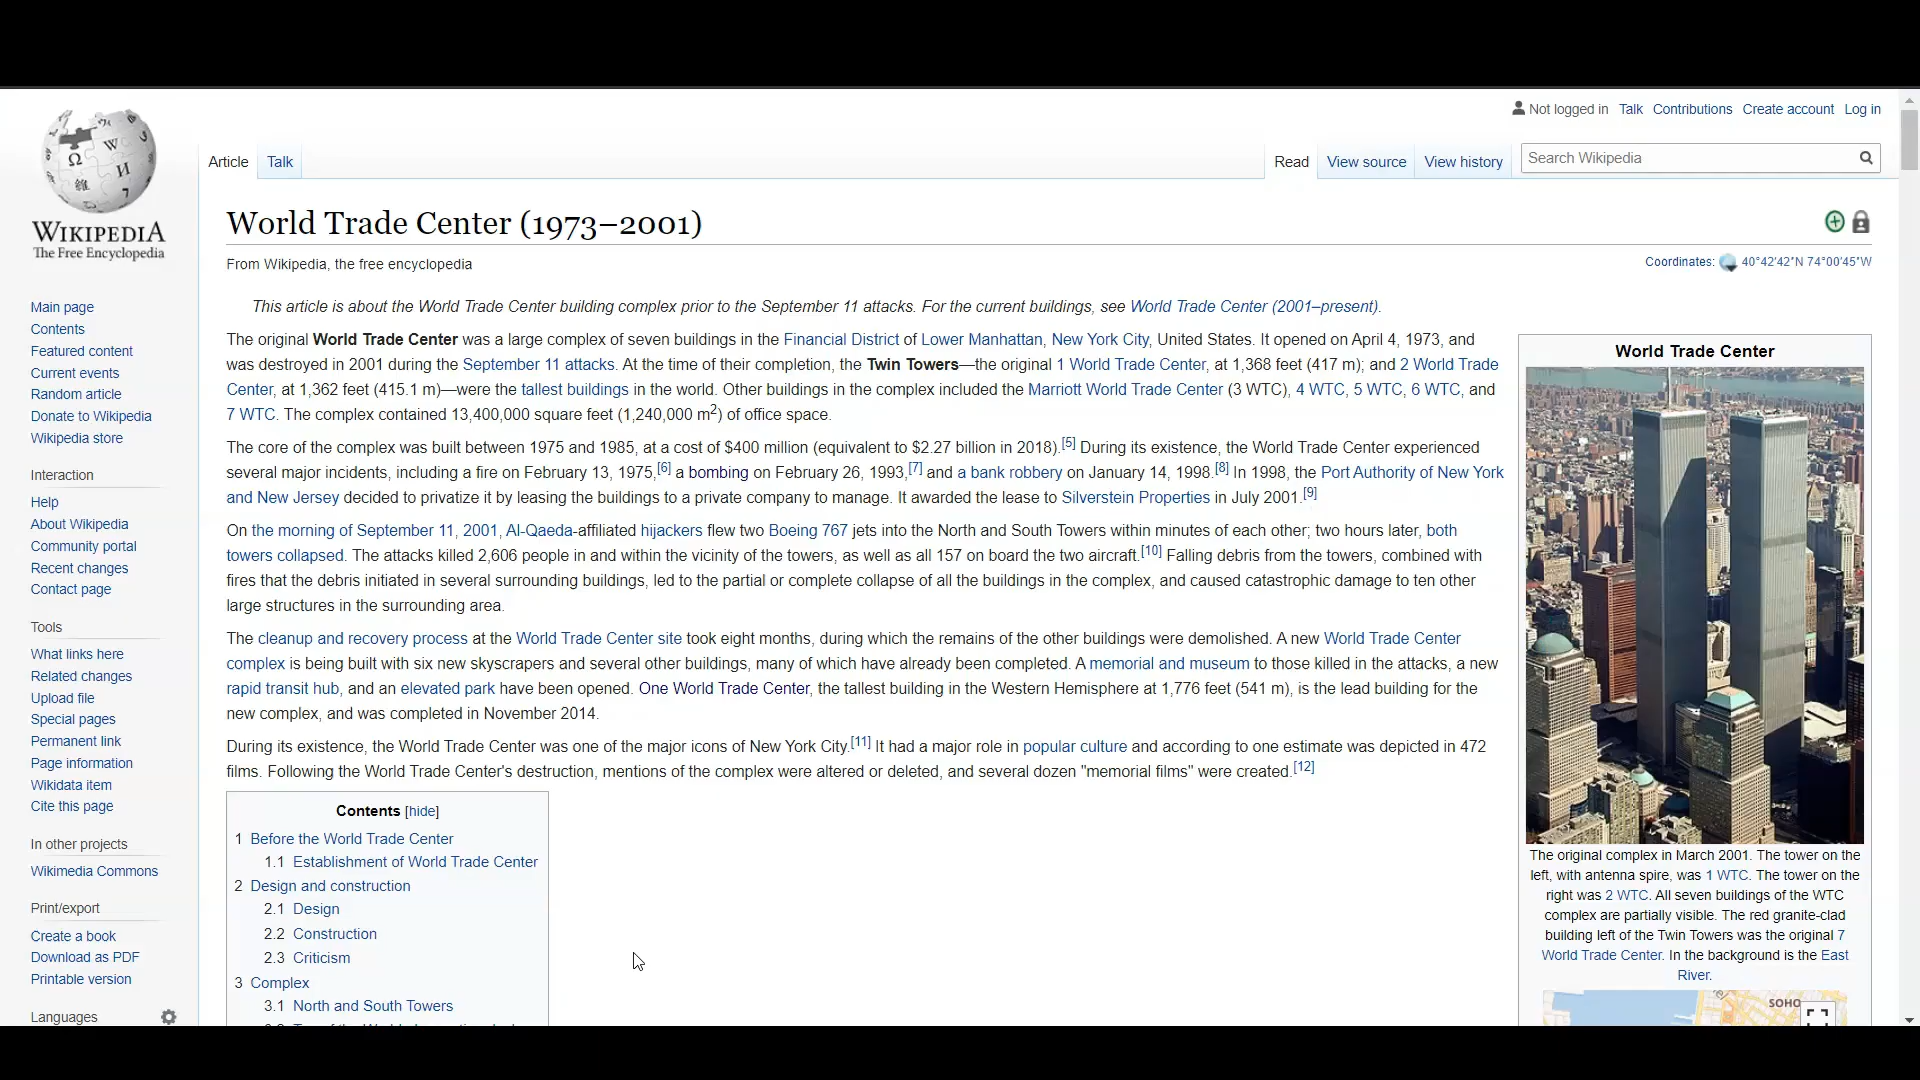 Not logged in Talk Contributions Create account Log in
Article Talk Read View source View history Search Wikipedia
WIKIPEDIA
The Free Encyclopedia
Main page
Contents
Featured content
Current events
Random article
Donate to Wikipedia
Wikipedia store
Interaction
Help
About Wikipedia
Community portal
Recent changes
Contact page
Tools
What links here
Related changes
Upload file
Special pages
Permanent link
Page information
Wikidata item
Cite this page
In other projects
Wikimedia Commons
Print/export
Create a book
Download as PDF
Printable version
Languages
World Trade Center (1973–2001)
From Wikipedia, the free encyclopedia
Coordinates: 40°42′42″N 74°00′45″W
This article is about the World Trade Center building complex prior to the September 11 attacks. For the current buildings, see World Trade Center (2001–present).
The original World Trade Center was a large complex of seven buildings in the Financial District of Lower Manhattan, New York City, United States. It opened on April 4, 1973, and
was destroyed in 2001 during the September 11 attacks. At the time of their completion, the Twin Towers—the original 1 World Trade Center, at 1,368 feet (417 m); and 2 World Trade
Center, at 1,362 feet (415.1 m)—were the tallest buildings in the world. Other buildings in the complex included the Marriott World Trade Center (3 WTC), 4 WTC, 5 WTC, 6 WTC, and
7 WTC. The complex contained 13,400,000 square feet (1,240,000 m2) of office space.
The core of the complex was built between 1975 and 1985, at a cost of $400 million (equivalent to $2.27 billion in 2018).[5] During its existence, the World Trade Center experienced
several major incidents, including a fire on February 13, 1975,[6] a bombing on February 26, 1993,[7] and a bank robbery on January 14, 1998.[8] In 1998, the Port Authority of New York
and New Jersey decided to privatize it by leasing the buildings to a private company to manage. It awarded the lease to Silverstein Properties in July 2001.[9]
On the morning of September 11, 2001, Al-Qaeda-affiliated hijackers flew two Boeing 767 jets into the North and South Towers within minutes of each other; two hours later, both
towers collapsed. The attacks killed 2,606 people in and within the vicinity of the towers, as well as all 157 on board the two aircraft.[10] Falling debris from the towers, combined with
fires that the debris initiated in several surrounding buildings, led to the partial or complete collapse of all the buildings in the complex, and caused catastrophic damage to ten other
large structures in the surrounding area.
The cleanup and recovery process at the World Trade Center site took eight months, during which the remains of the other buildings were demolished. A new World Trade Center
complex is being built with six new skyscrapers and several other buildings, many of which have already been completed. A memorial and museum to those killed in the attacks, a new
rapid transit hub, and an elevated park have been opened. One World Trade Center, the tallest building in the Western Hemisphere at 1,776 feet (541 m), is the lead building for the
new complex, and was completed in November 2014.
During its existence, the World Trade Center was one of the major icons of New York City.[11] It had a major role in popular culture and according to one estimate was depicted in 472
films. Following the World Trade Center's destruction, mentions of the complex were altered or deleted, and several dozen "memorial films" were created.[12]
Contents [hide]
1 Before the World Trade Center
1.1 Establishment of World Trade Center
2 Design and construction
2.1 Design
2.2 Construction
2.3 Criticism
3 Complex
3.1 North and South Towers
World Trade Center
The original complex in March 2001. The tower on the
left, with antenna spire, was 1 WTC. The tower on the
right was 2 WTC. All seven buildings of the WTC
complex are partially visible. The red granite-clad
building left of the Twin Towers was the original 7
World Trade Center. In the background is the East
River.
SOHO